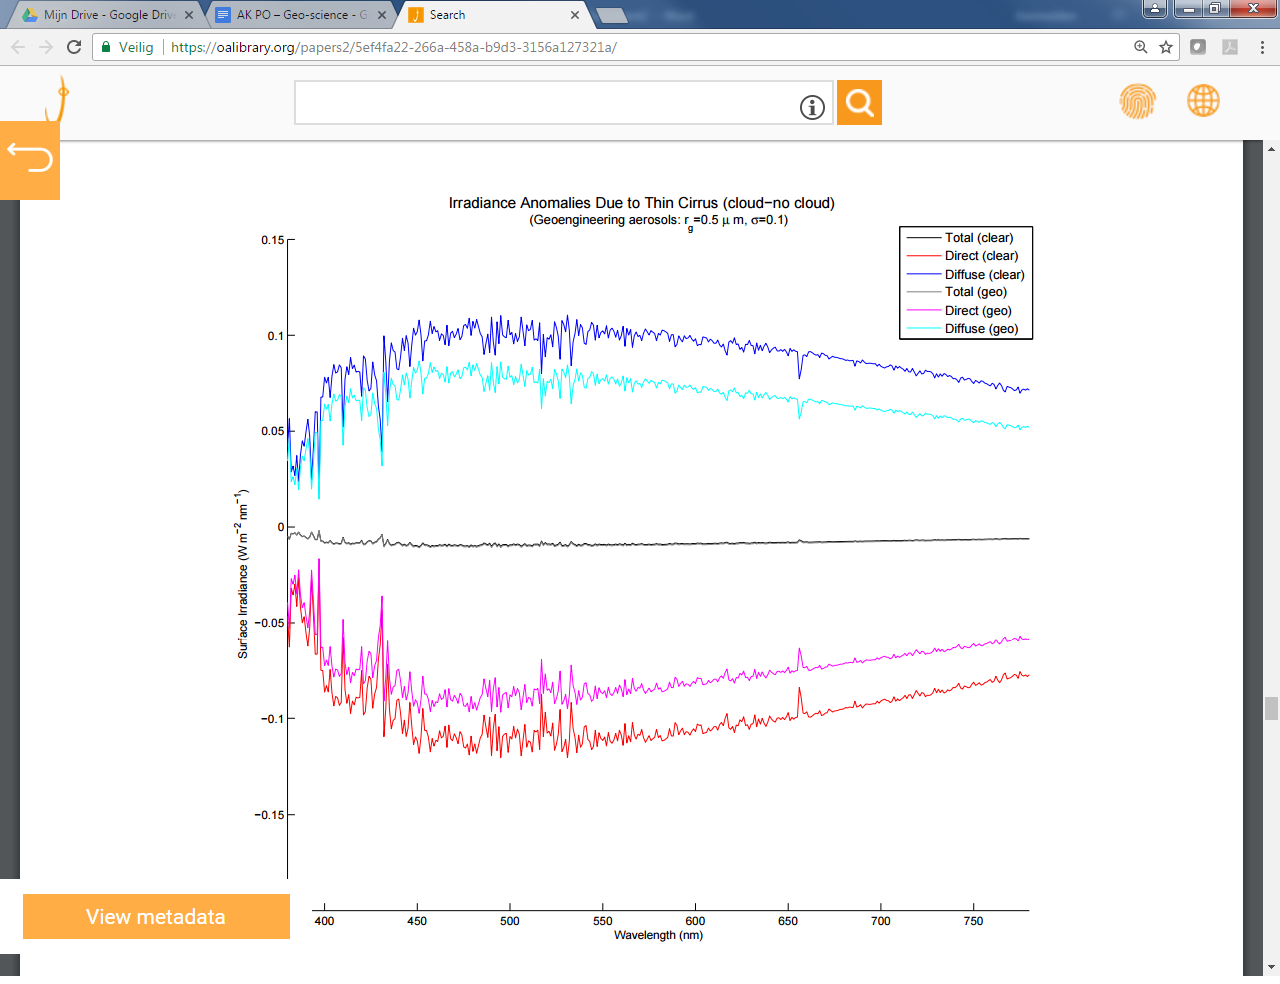 Mijn Drive - Google Driv
AK PO – Geo-science - G
Search
Veilig
https://oalibrary.org/papers2/5ef4fa22-266a-458a-b9d3-3156a127321a/
Irradiance Anomalies Due to Thin Cirrus (cloud−no cloud)
(Geoengineering aerosols: r_g=0.5 μ m, σ=0.1)
Total (clear)
Direct (clear)
Diffuse (clear)
Total (geo)
Direct (geo)
Diffuse (geo)
0.15
0.1
0.05
0
−0.05
−0.1
−0.15
Surface Irradiance (W m⁻² nm⁻¹)
400 450 500 550 600 650 700 750
Wavelength (nm)
View metadata